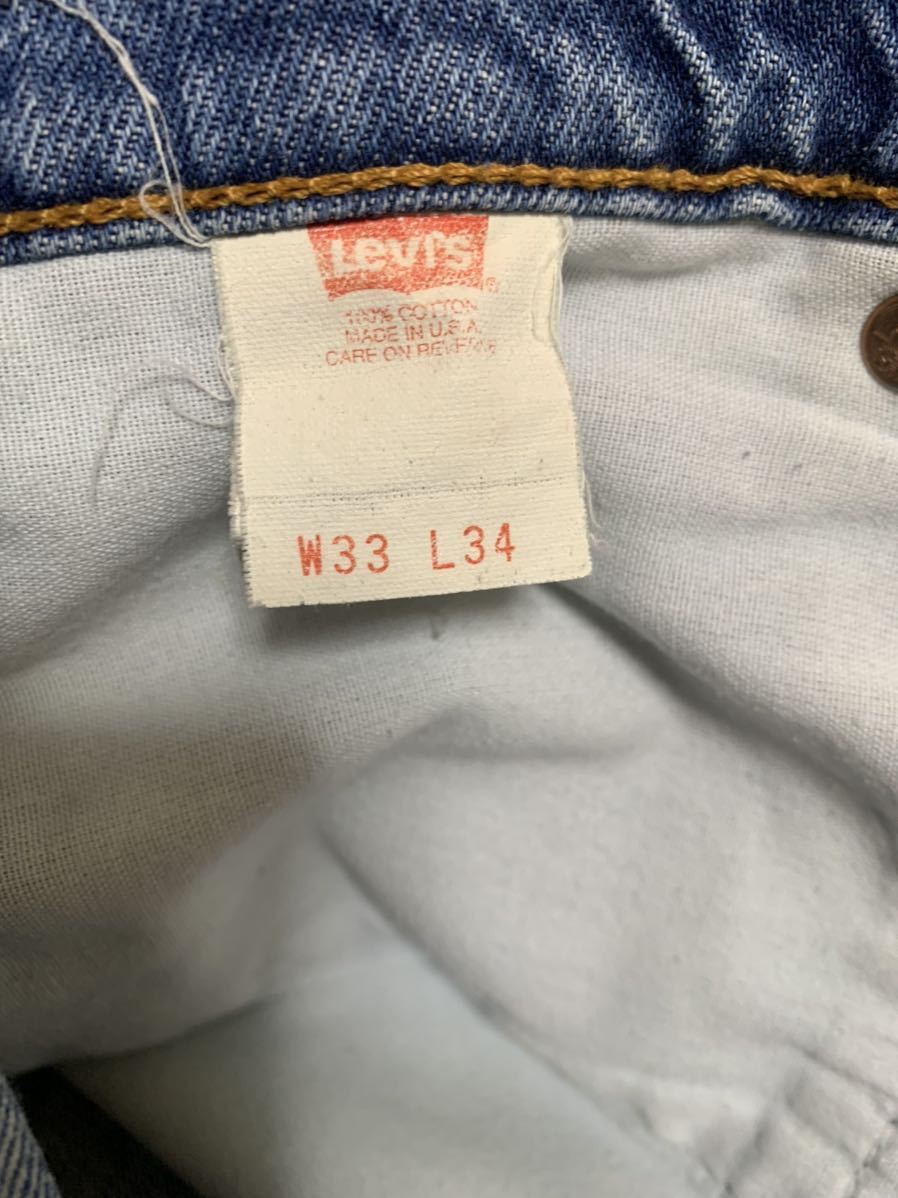 Levi's
®
100% COTTON
MADE IN U.S.A.
CARE ON REVERSE
W33 L34